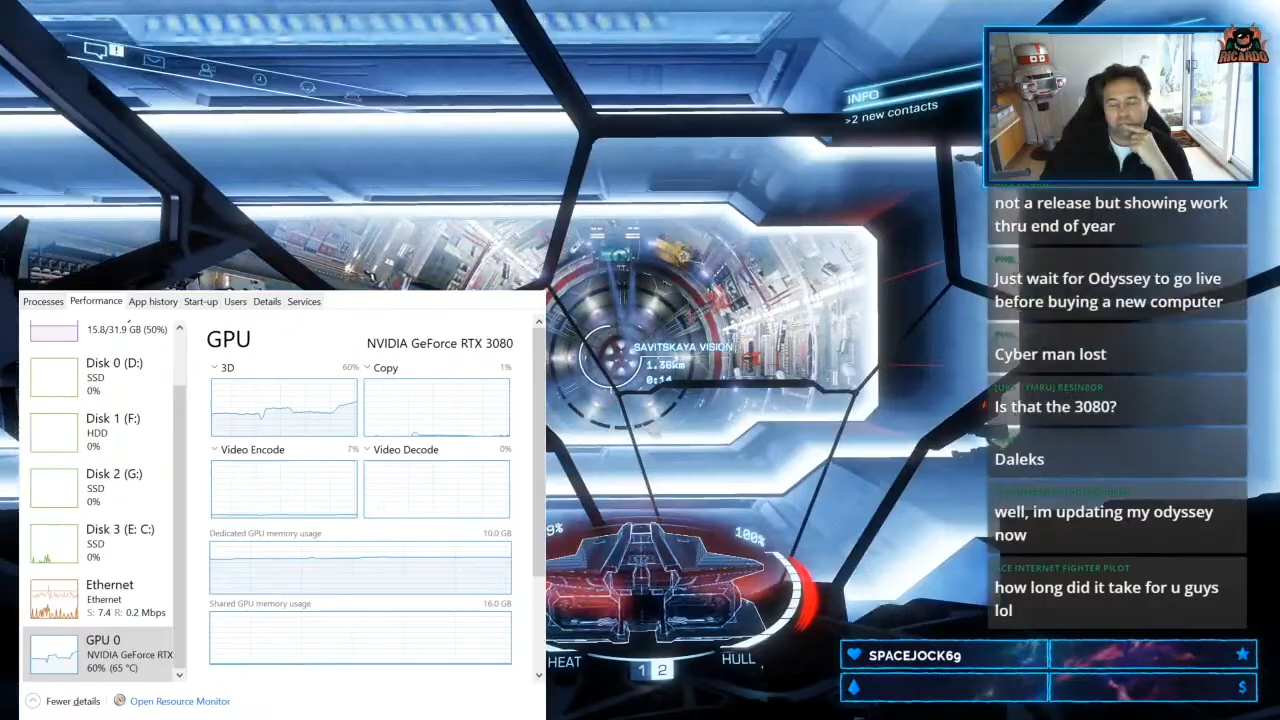 INFO
>2 new contacts
RICARDO
not a release but showing work
thru end of year
Just wait for Odyssey to go live
before buying a new computer
Cyber man lost
Is that the 3080?
Daleks
well, im updating my odyssey
now
ACE INTERNET FIGHTER PILOT
how long did it take for u guys
lol
SPACEJOCK69
$
SAVITSKAYA VISION
1.38km
0:14
9%
100%
HEAT
1 2
HULL
Processes Performance App history Start-up Users Details Services
15.8/31.9 GB (50%)
Disk 0 (D:)
SSD
0%
Disk 1 (F:)
HDD
0%
Disk 2 (G:)
SSD
0%
Disk 3 (E: C:)
SSD
0%
Ethernet
Ethernet
S: 7.4 R: 0.2 Mbps
GPU 0
NVIDIA GeForce RTX
60% (65 °C)
GPU
NVIDIA GeForce RTX 3080
3D 60% Copy 1%
Video Encode 7% Video Decode 0%
Dedicated GPU memory usage 10.0 GB
Shared GPU memory usage 16.0 GB
Fewer details Open Resource Monitor